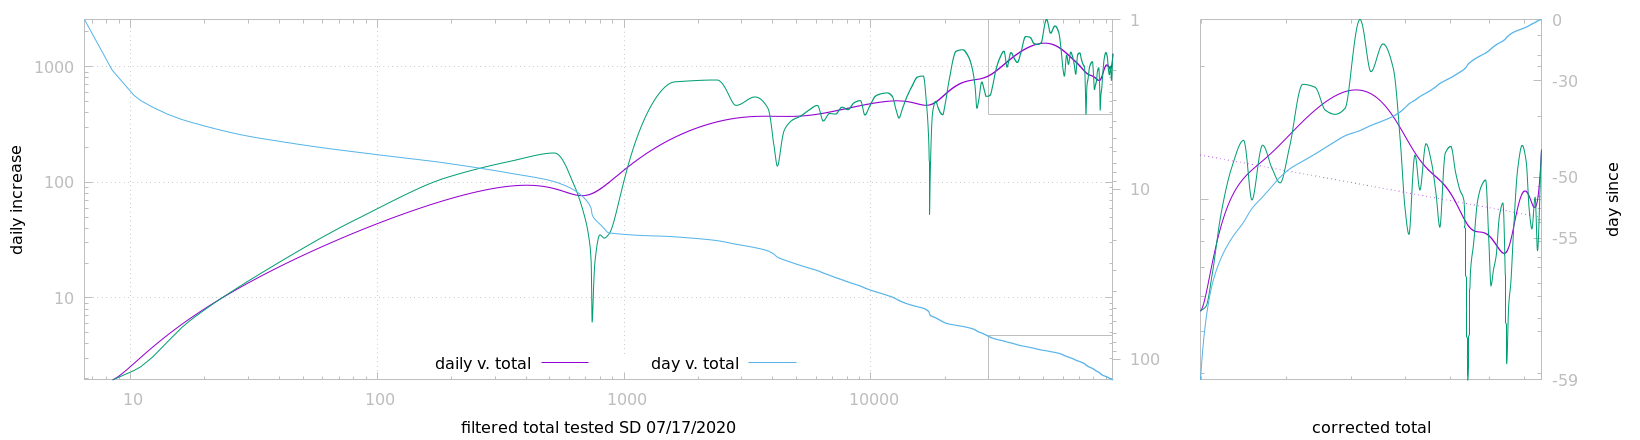 daily increase
1000
100
10
10
100
1000
10000
1
10
100
daily v. total
day v. total
filtered total tested SD 07/17/2020
0
-30
-50
-55
-59
day since
corrected total